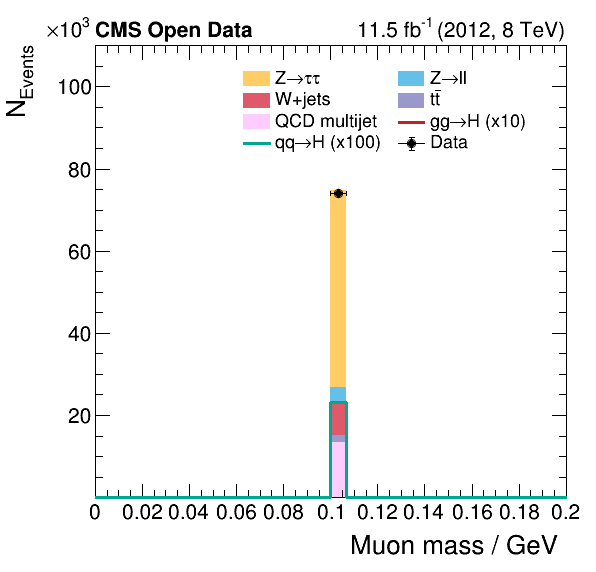 ×10³ CMS Open Data 11.5 fb⁻¹ (2012, 8 TeV)
N_Events
100
80
60
40
20
Z→ττ Z→ll
W+jets tt̄
QCD multijet gg→H (x10)
qq→H (x100) Data
0 0.02 0.04 0.06 0.08 0.1 0.12 0.14 0.16 0.18 0.2
Muon mass / GeV